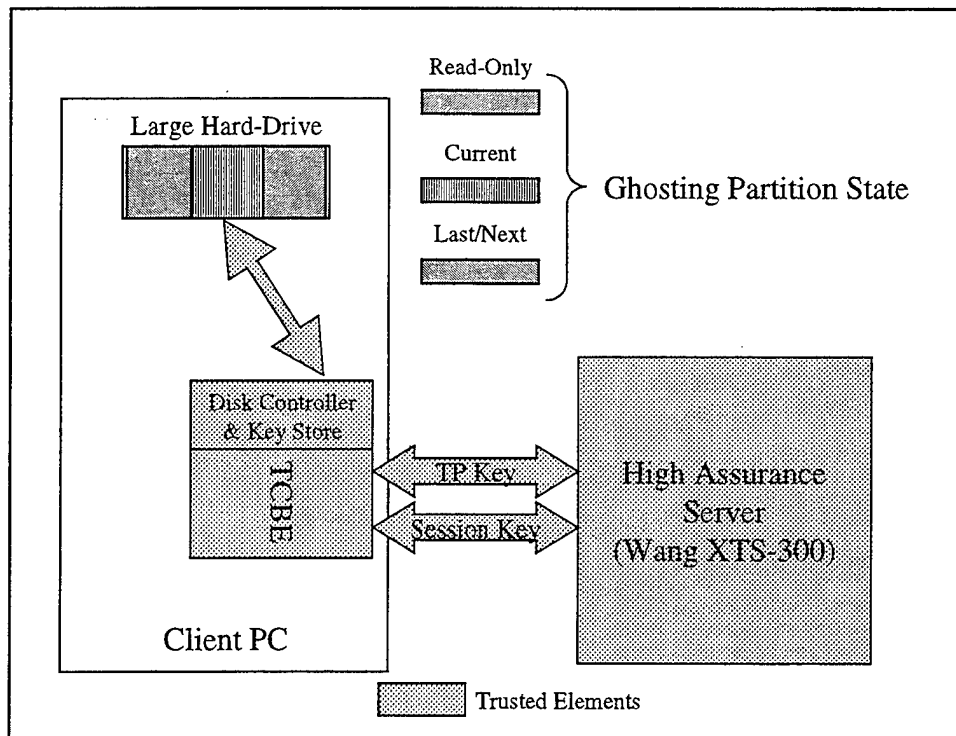 Read-Only
Large Hard-Drive
Current
Ghosting Partition State
Last/Next
Disk Controller
& Key Store
TCBE
TP Key
Session Key
High Assurance
Server
(Wang XTS-300)
Client PC
Trusted Elements